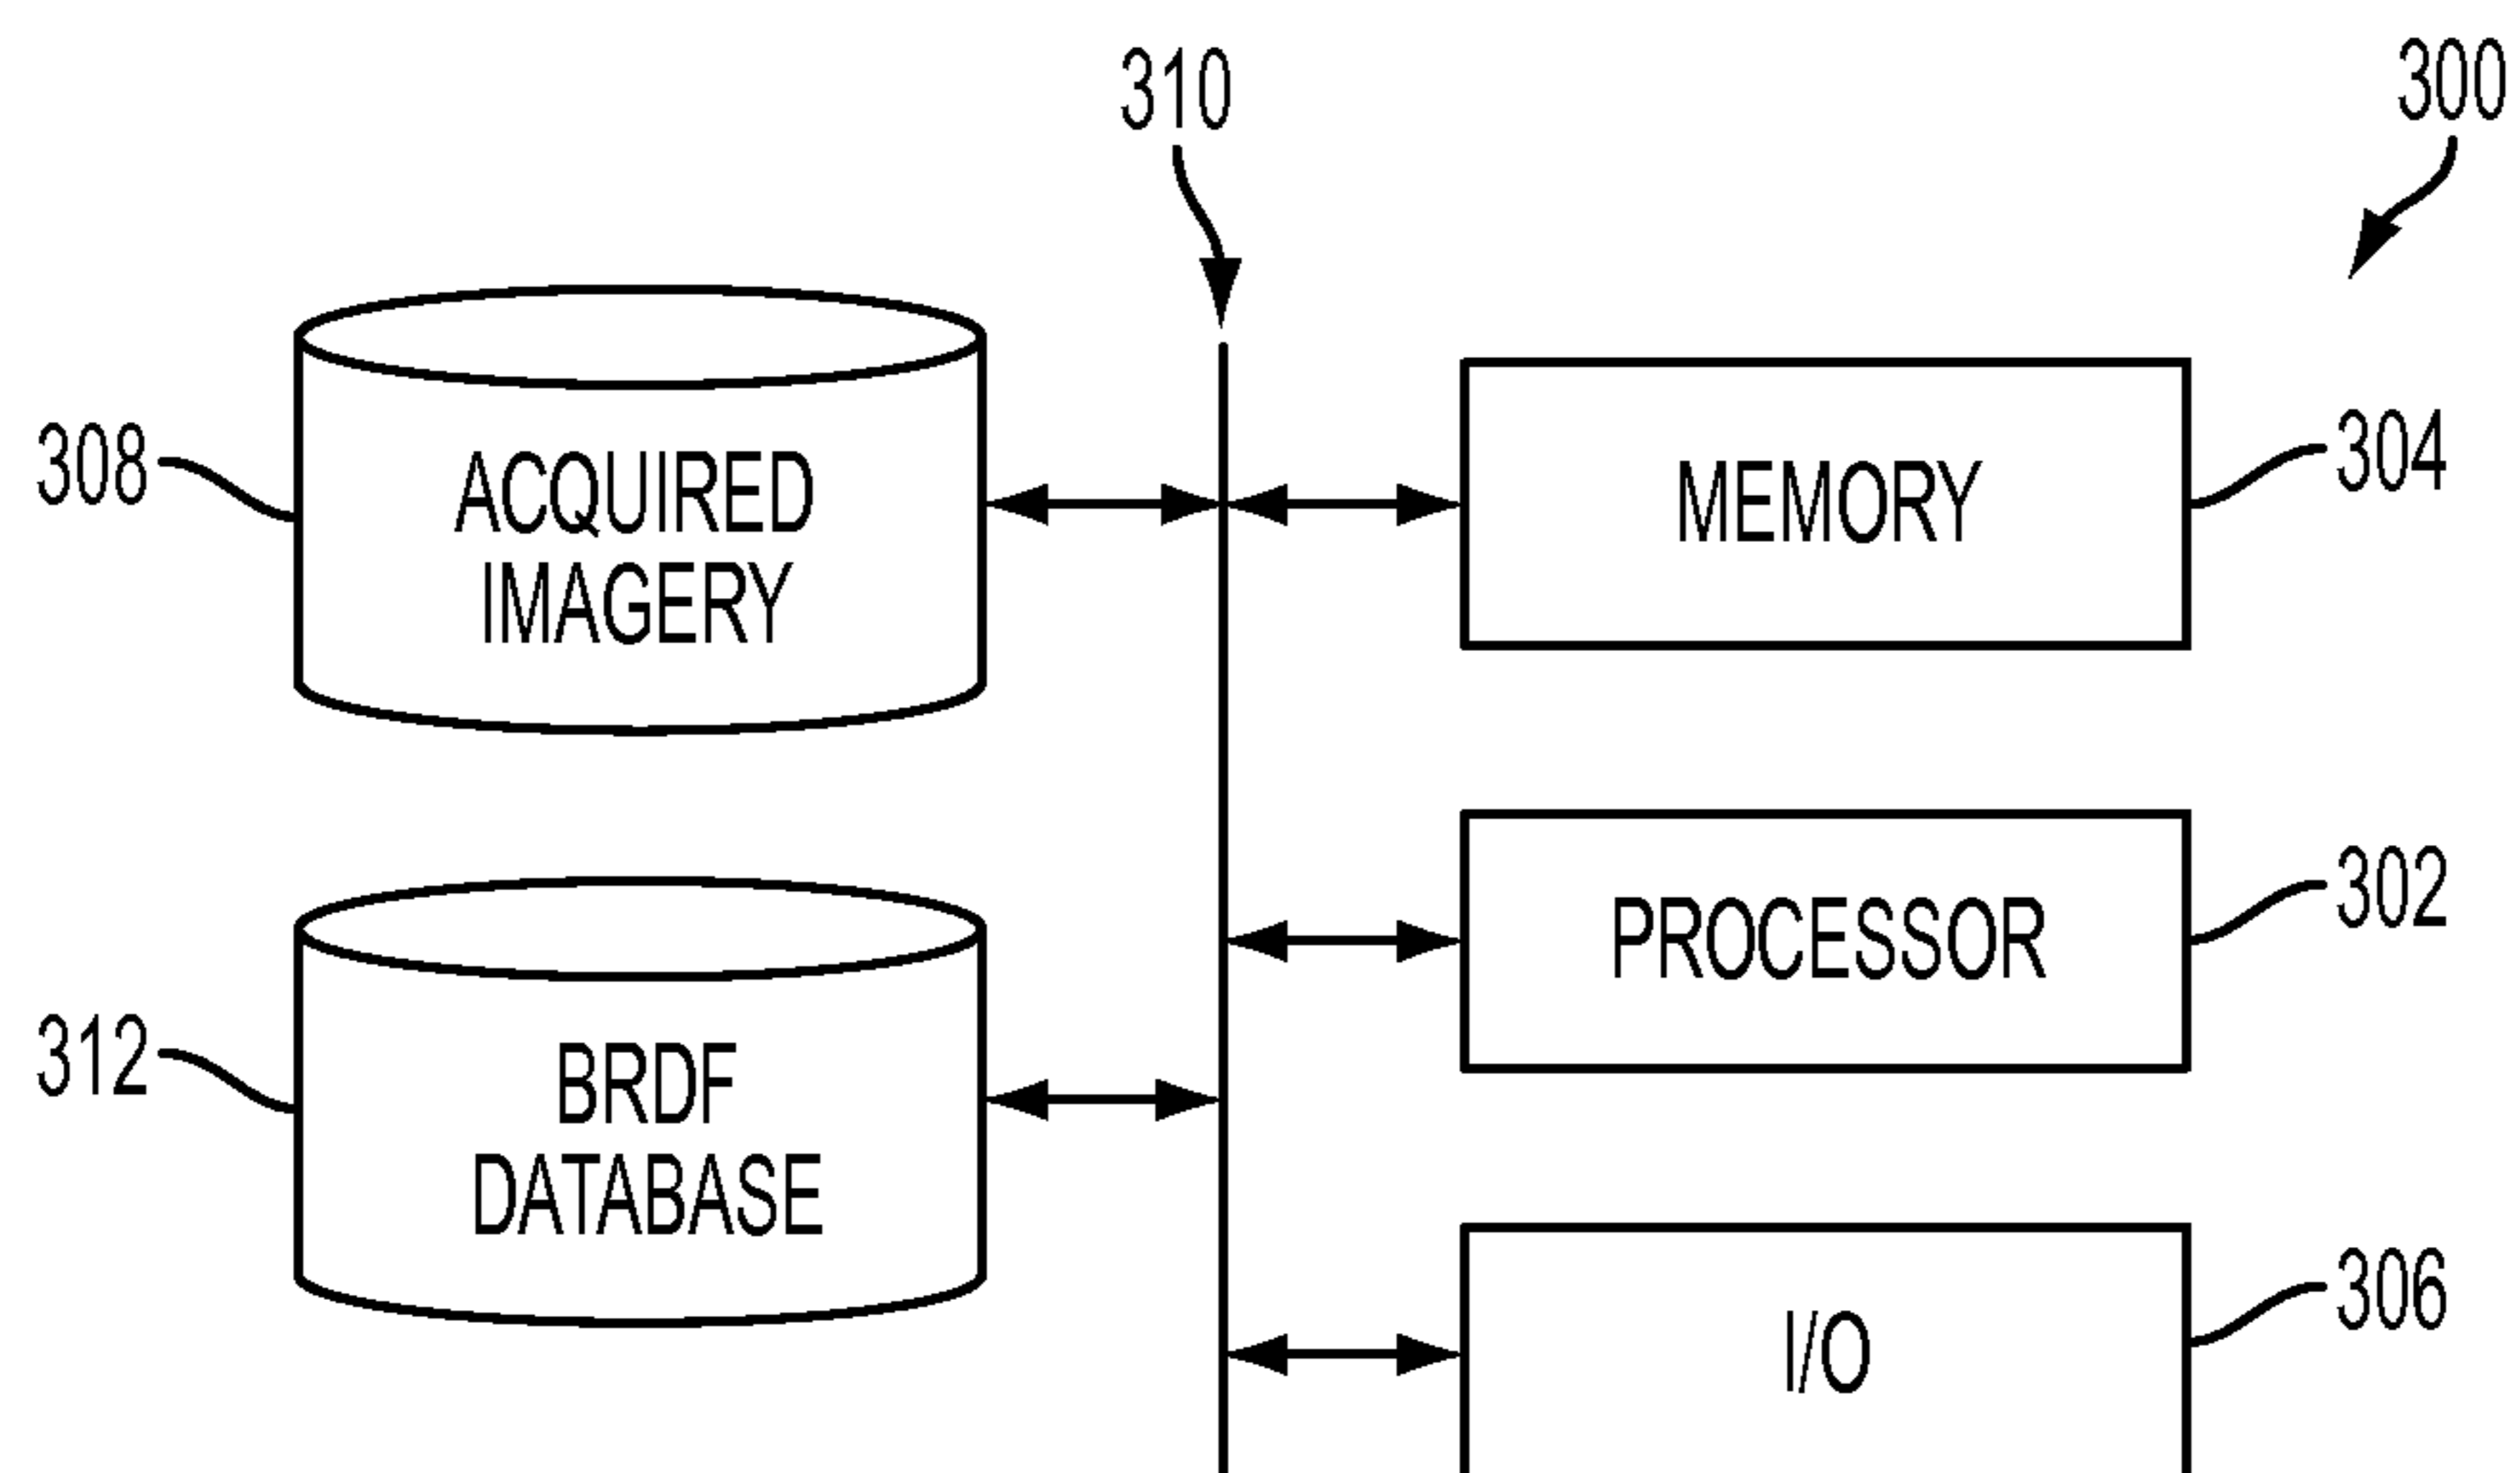 310
300
308
ACQUIRED
IMAGERY
MEMORY
304
PROCESSOR
302
312
BRDF
DATABASE
I/O
306